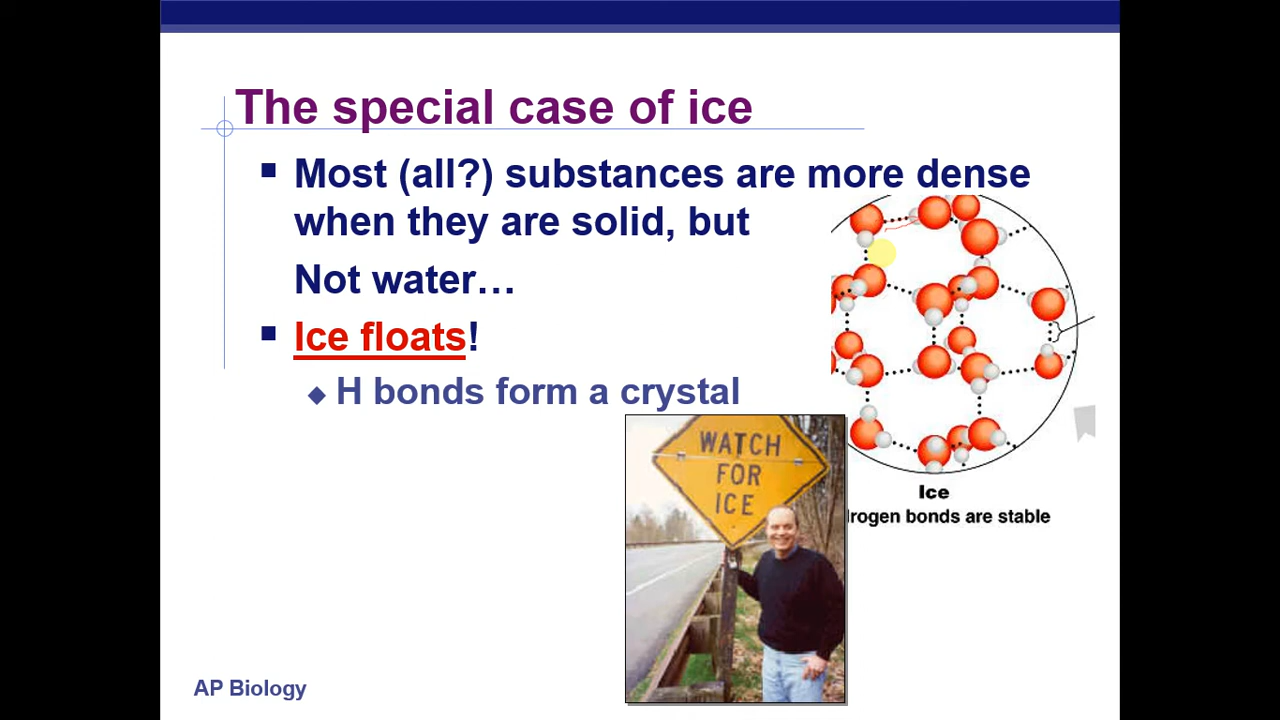 The special case of ice
Most (all?) substances are more dense
when they are solid, but
Not water…
Ice floats!
H bonds form a crystal
WATCH
FOR
ICE
Ice
rogen bonds are stable
AP Biology